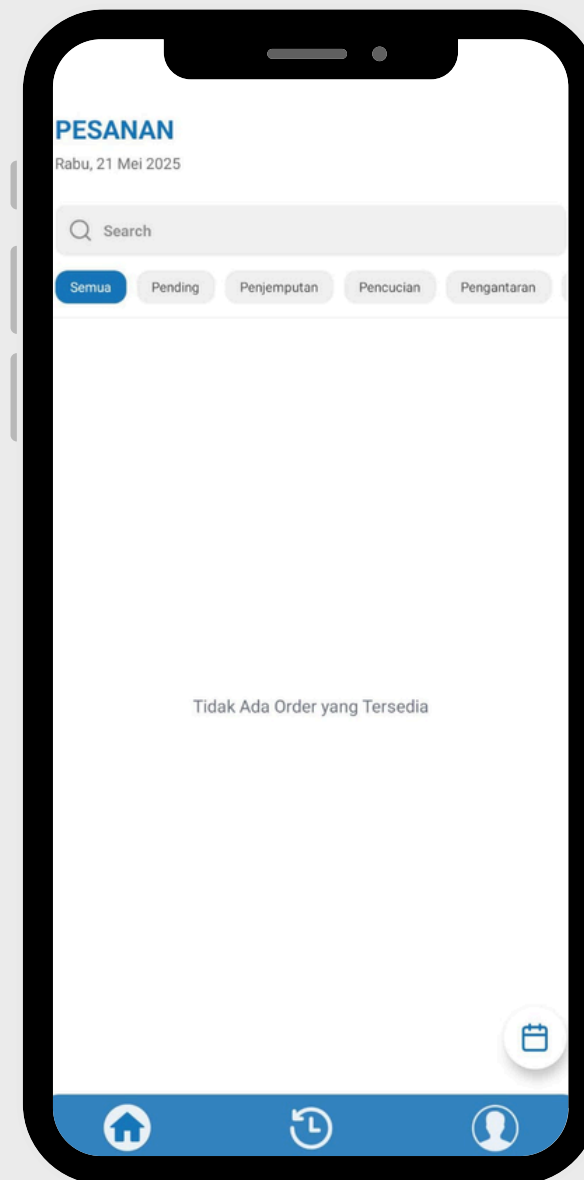 PESANAN
Rabu, 21 Mei 2025
Search
Semua Pending Penjemputan Pencucian Pengantaran
Tidak Ada Order yang Tersedia